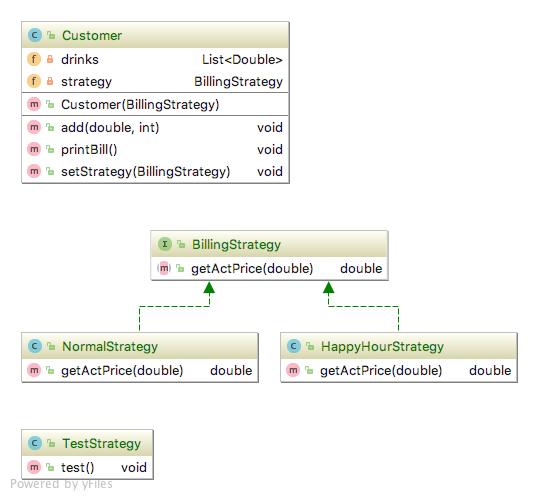 C Customer
f drinks List<Double>
f strategy BillingStrategy
m Customer(BillingStrategy)
m add(double, int) void
m printBill() void
m setStrategy(BillingStrategy) void
I BillingStrategy
(m) getActPrice(double) double
C NormalStrategy C HappyHourStrategy
m getActPrice(double) double m getActPrice(double) double
C TestStrategy
m test() void
Powered by yFiles